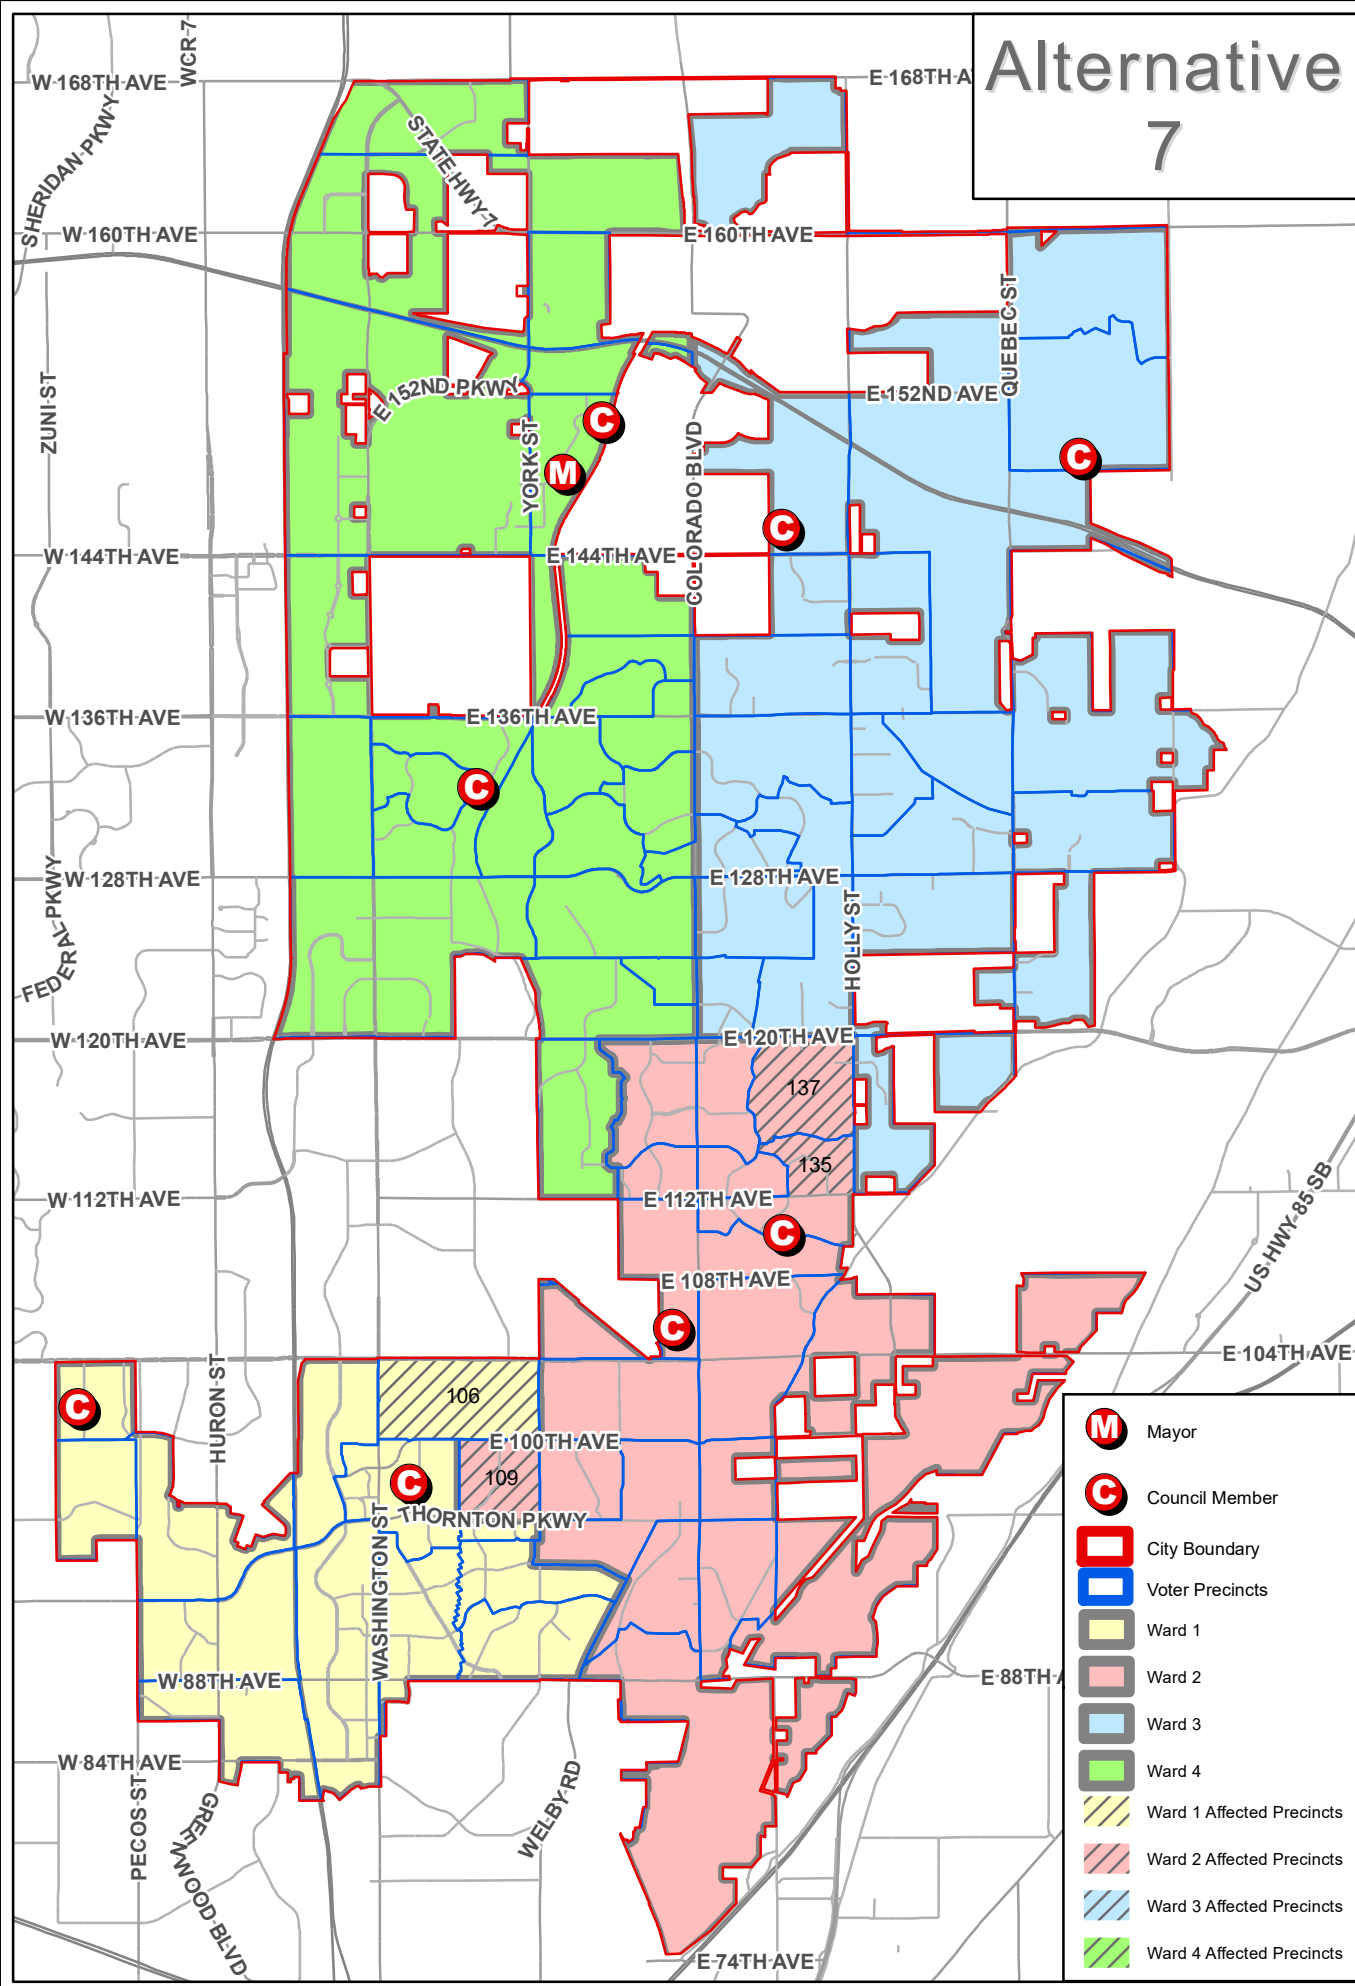 Alternative
7
WCR-7
W 168TH AVE
E 168TH A
SHERIDAN PKWY
STATE HWY 7
W 160TH AVE
E 160TH AVE
QUEBEC ST
ZUNI ST
E 152ND PKWY
E 152ND AVE
YORK ST
COLORADO BLVD
C
M
C
C
W 144TH AVE
E 144TH AVE
W 136TH AVE
E 136TH AVE
C
FEDERAL PKWY
W 128TH AVE
E 128TH AVE
HOLLY ST
W 120TH AVE
E 120TH AVE
137
135
W 112TH AVE
E 112TH AVE
US HWY 85 SB
C
E 108TH AVE
C
E 104TH AVE
HURON ST
C
106
E 100TH AVE
109
C
THORNTON PKWY
WASHINGTON ST
W 88TH AVE
E 88TH A
W 84TH AVE
PECOS ST
GREENWOOD BLVD
WELBY RD
E 74TH AVE
M Mayor
C Council Member
City Boundary
Voter Precincts
Ward 1
Ward 2
Ward 3
Ward 4
Ward 1 Affected Precincts
Ward 2 Affected Precincts
Ward 3 Affected Precincts
Ward 4 Affected Precincts